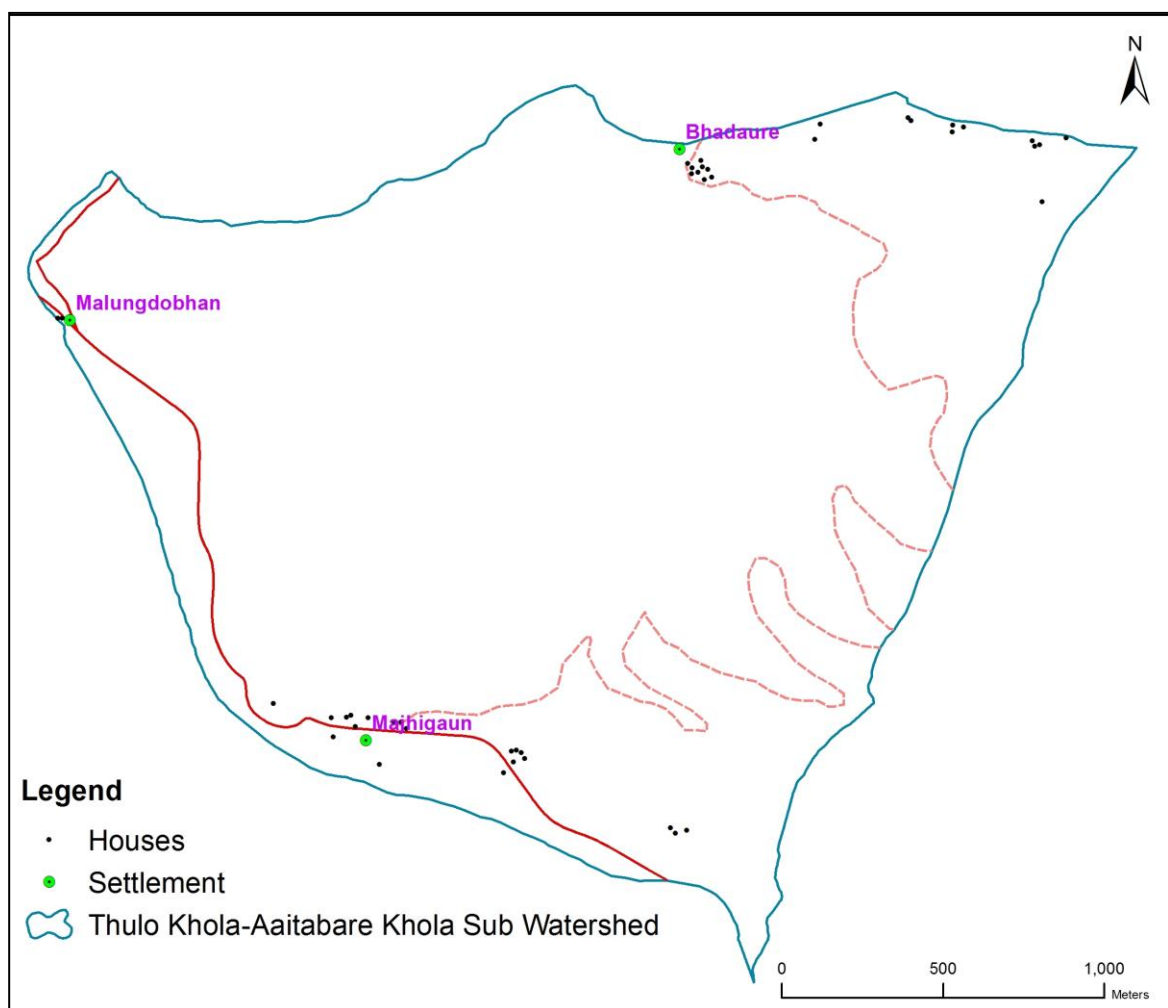 N
Bhadaure
Malungdobhan
Majhigaun
Legend
Houses
Settlement
Thulo Khola-Aaitabare Khola Sub Watershed
0 500 1,000
Meters